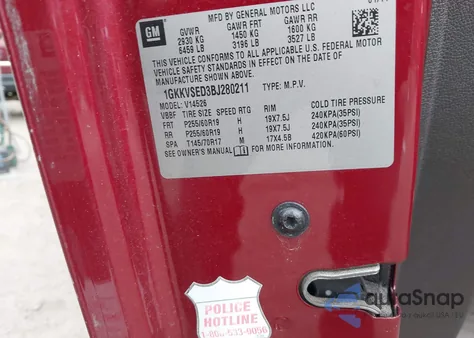 MFD BY GENERAL MOTORS LLC
GM
GVWR GAWR FRT GAWR RR
2930 KG 1450 KG 1600 KG
6459 LB 3196 LB 3527 LB
THIS VEHICLE CONFORMS TO ALL APPLICABLE U.S. FEDERAL MOTOR
VEHICLE SAFETY STANDARDS IN EFFECT ON THE DATE OF
MANUFACTURE SHOWN ABOVE.
1GKKVSED3BJ280211 TYPE: M.P.V.
MODEL: V14526
VBBF TIRE SIZE SPEED RTG RIM COLD TIRE PRESSURE
FRT P255/60R19 H 19X7.5J 240KPA(35PSI)
RR P255/60R19 H 19X7.5J 240KPA(35PSI)
SPA T145/70R17 M 17X4.5B 420KPA(60PSI)
SEE OWNER'S MANUAL FOR MORE INFORMATION.
POLICE
HOTLINE
autoSnap